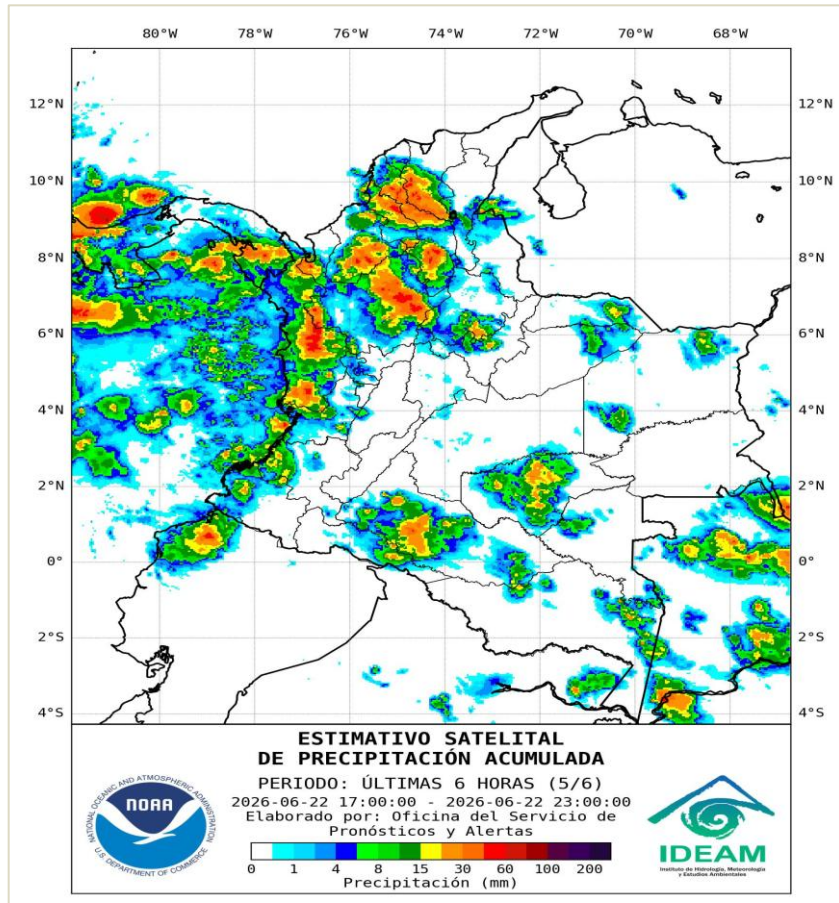 80°W 78°W 76°W 74°W 72°W 70°W 68°W
12°N 12°N
10°N 10°N
8°N 8°N
6°N 6°N
4°N 4°N
2°N 2°N
0° 0°
2°S 2°S
4°S 4°S
ESTIMATIVO SATELITAL
DE PRECIPITACIÓN ACUMULADA
PERIODO: ÚLTIMAS 6 HORAS (5/6)
2026-06-22 17:00:00 - 2026-06-22 23:00:00
Elaborado por: Oficina del Servicio de
Pronósticos y Alertas
0 1 4 8 15 30 60 100 200
Precipitación (mm)
NATIONAL OCEANIC AND ATMOSPHERIC ADMINISTRATION
NOAA
U.S. DEPARTMENT OF COMMERCE
IDEAM
Instituto de Hidrología, Meteorología
y Estudios Ambientales